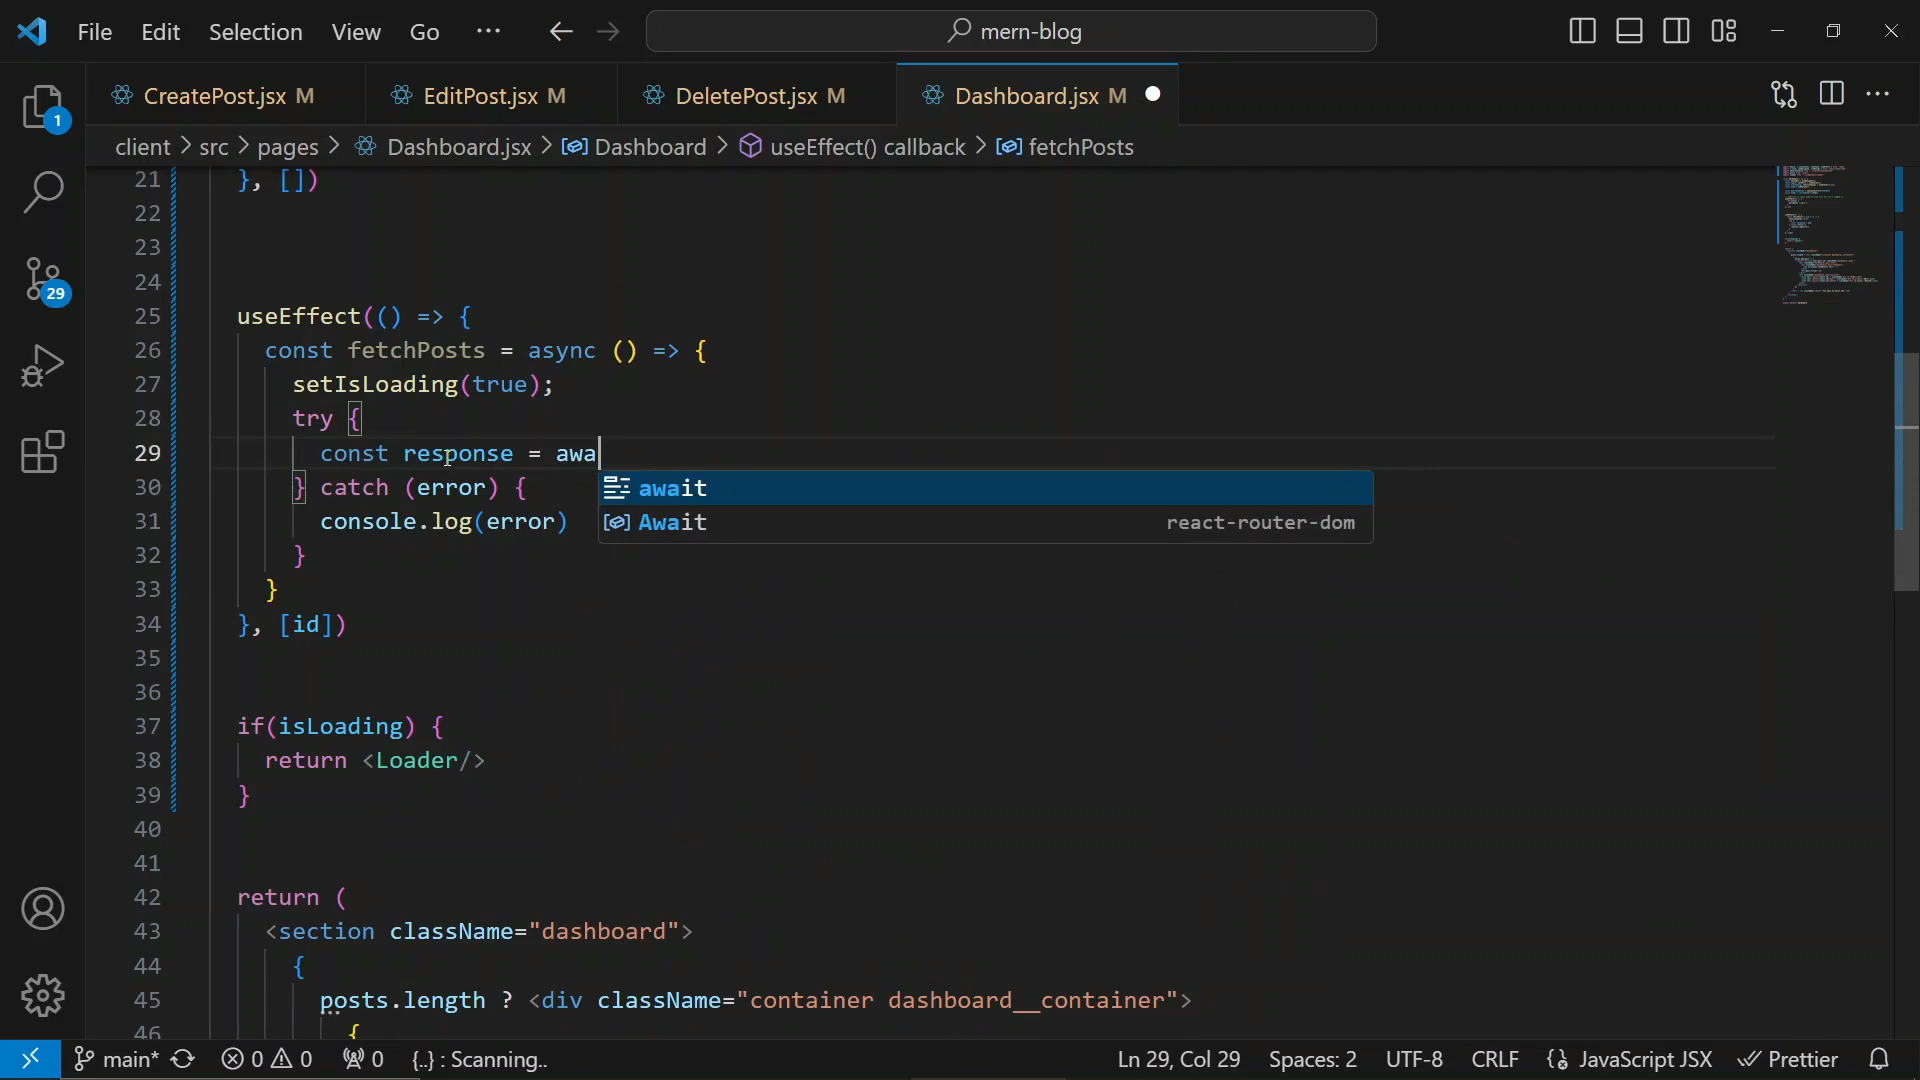 File Edit Selection View Go ··· mern-blog
CreatePost.jsx M EditPost.jsx M DeletePost.jsx M Dashboard.jsx M
client > src > pages > Dashboard.jsx > Dashboard > useEffect() callback > fetchPosts
21 }, [])
22
23
24
25 useEffect(() => {
26 const fetchPosts = async () => {
27 setIsLoading(true);
28 try {
29 const response = awa
30 } catch (error) {
await
31 console.log(error)
Await react-router-dom
32 }
33 }
34 }, [id])
35
36
37 if(isLoading) {
38 return <Loader/>
39 }
40
41
42 return (
43 <section className="dashboard">
44 {
45 posts.length ? <div className="container dashboard__container">
46 {
1
29
main* 0 0 0 {..} : Scanning.. Ln 29, Col 29 Spaces: 2 UTF-8 CRLF JavaScript JSX Prettier